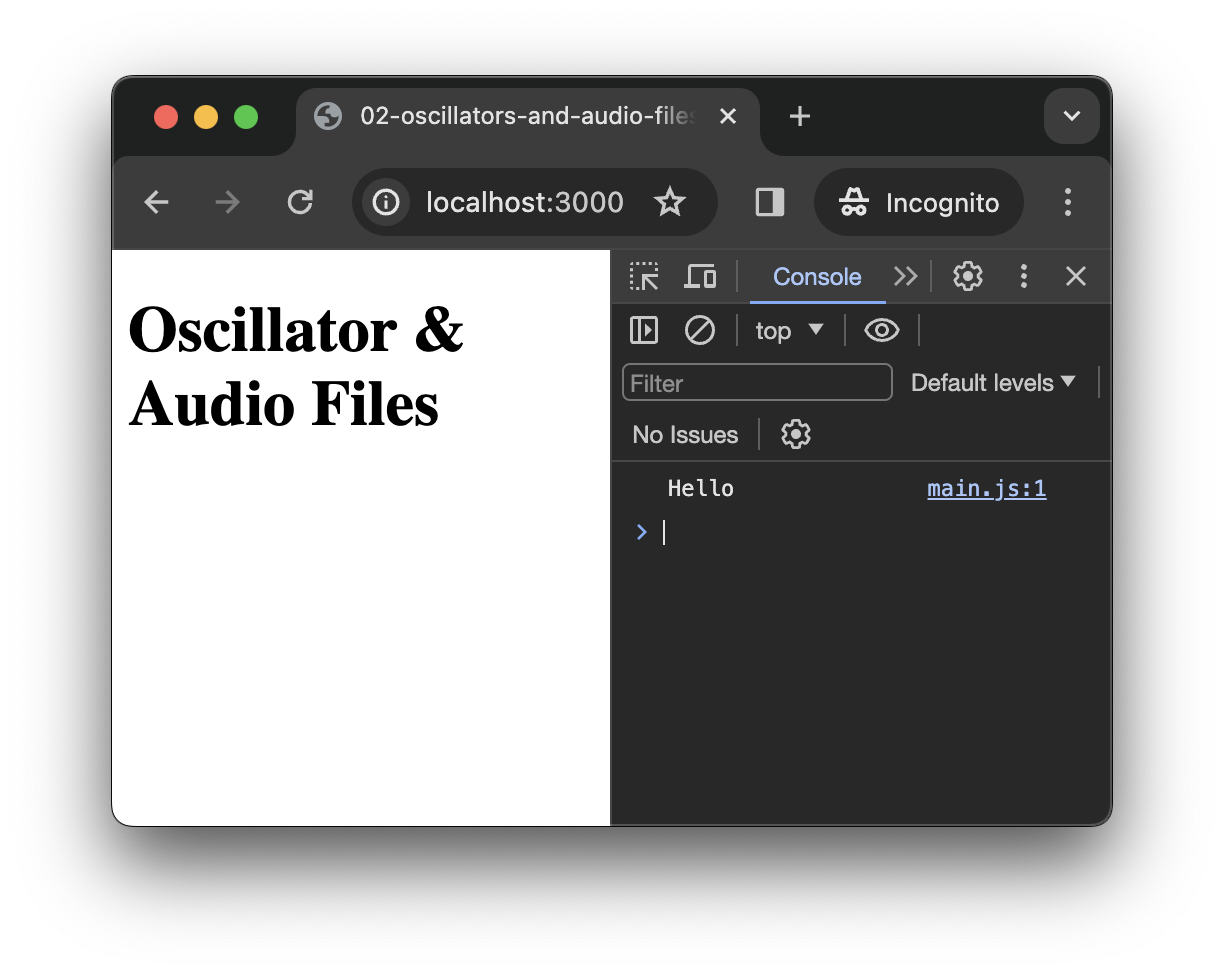 02-oscillators-and-audio-files
localhost:3000
Incognito
Oscillator &
Audio Files
Console
top
Filter
Default levels
No Issues
Hello
main.js:1